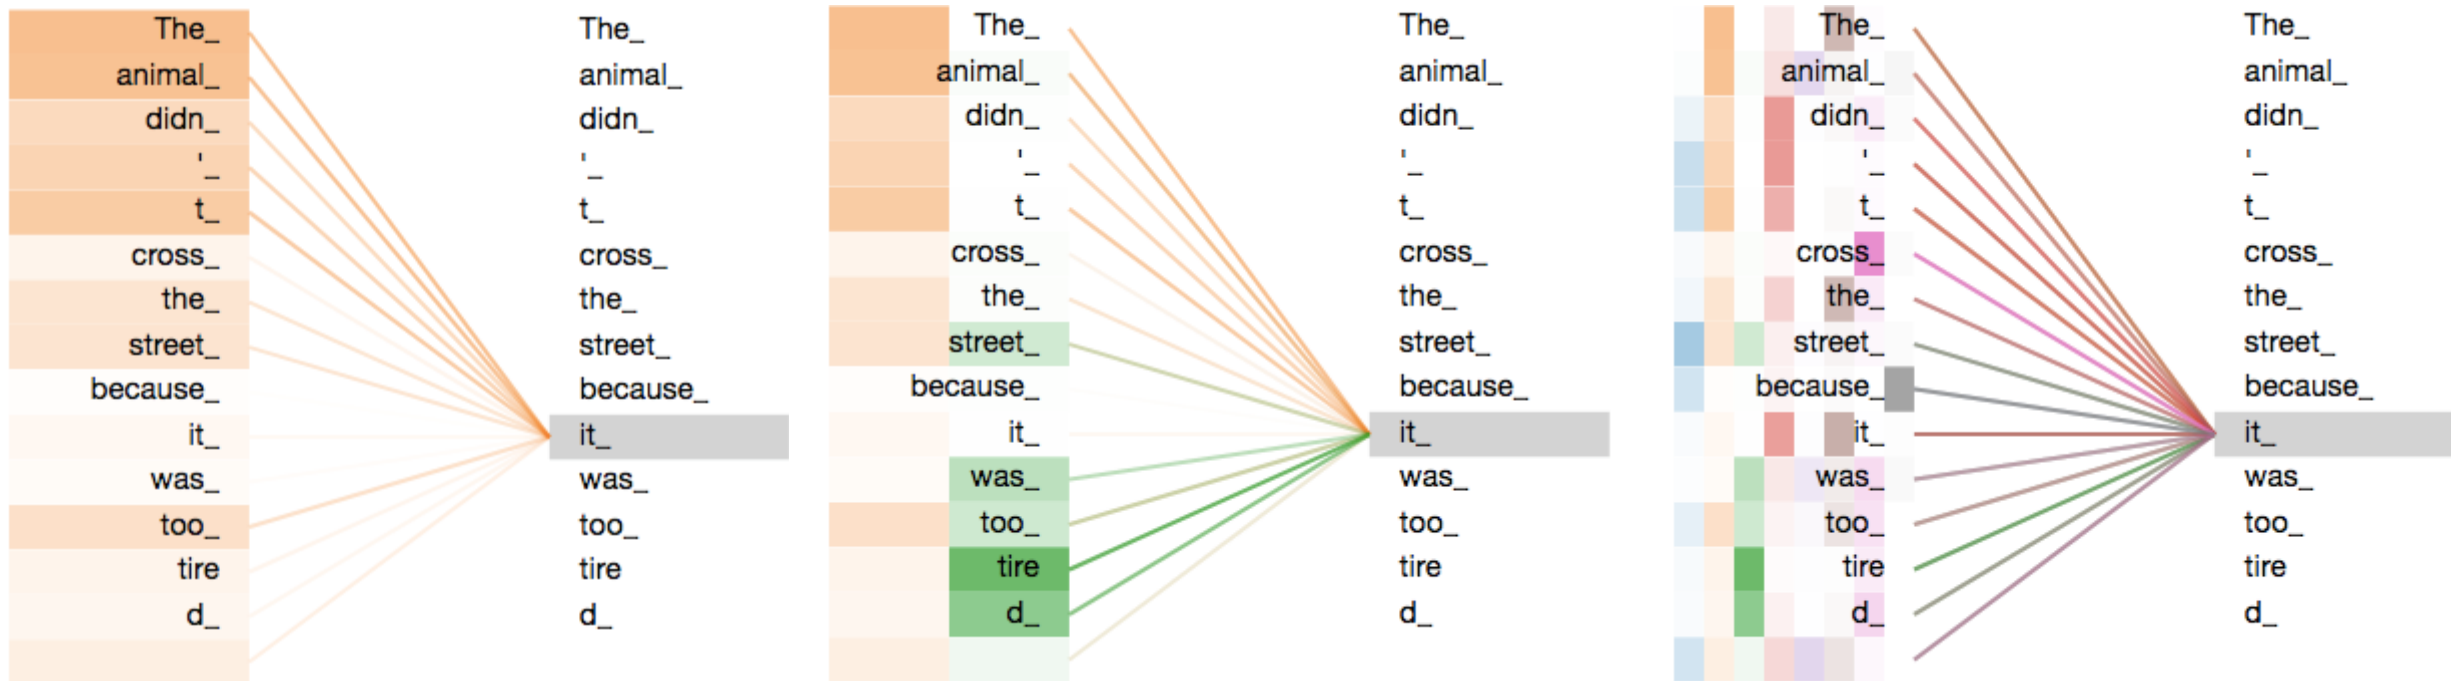 The_ The_ The_ The_ The_ The_
animal_ animal_ animal_ animal_ animal_ animal_
didn_ didn_ didn_ didn_ didn_ didn_
'_ '_ '_ '_ '_ '_
t_ t_ t_ t_ t_ t_
cross_ cross_ cross_ cross_ cross_ cross_
the_ the_ the_ the_ the_ the_
street_ street_ street_ street_ street_ street_
because_ because_ because_ because_ because_ because_
it_ it_ it_ it_ it_ it_
was_ was_ was_ was_ was_ was_
too_ too_ too_ too_ too_ too_
tire tire tire tire tire tire
d_ d_ d_ d_ d_ d_